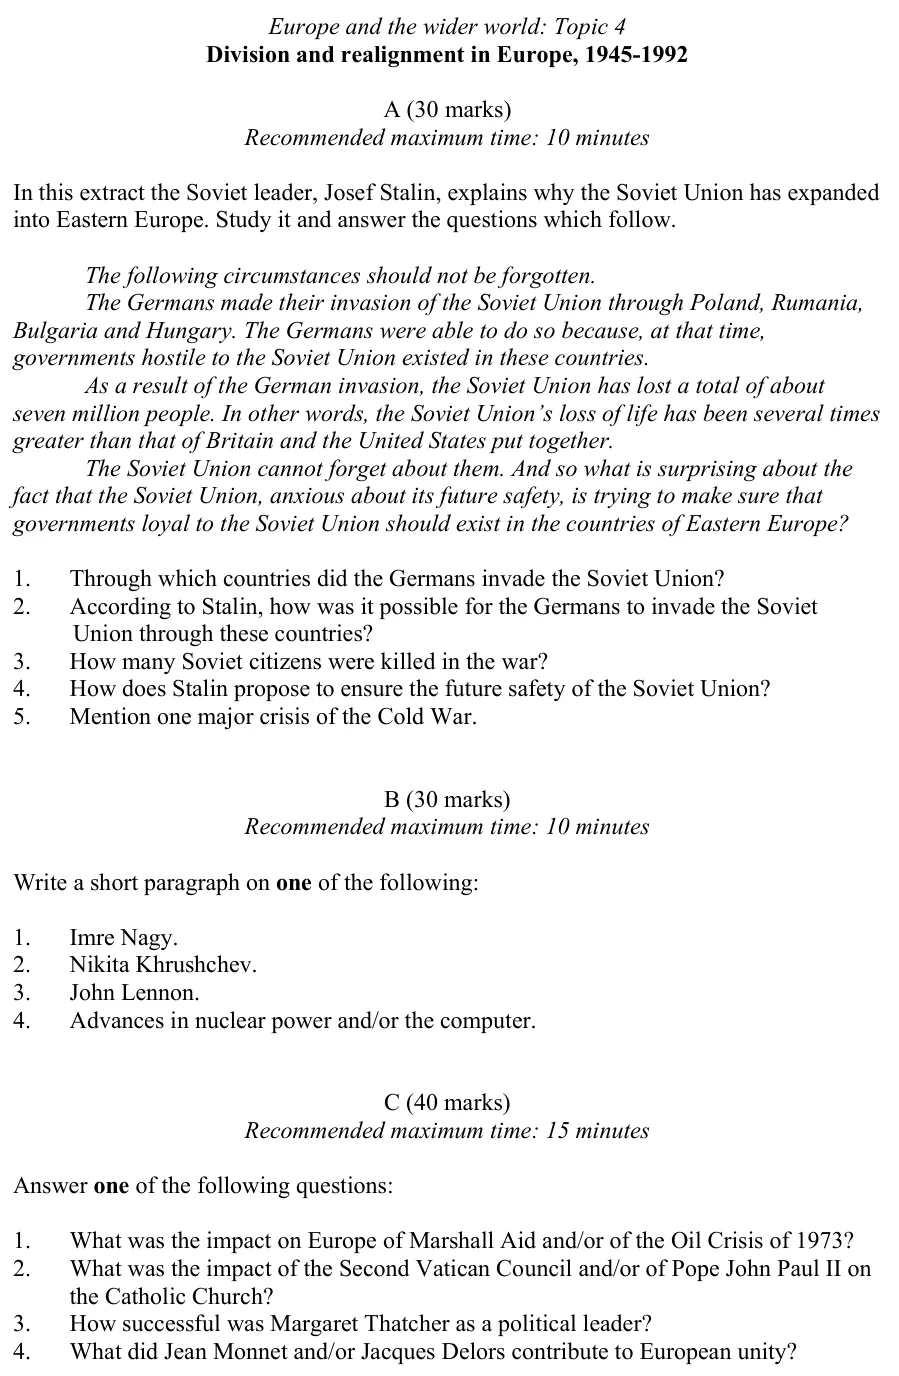 Europe and the wider world: Topic 4
Division and realignment in Europe, 1945-1992
A (30 marks)
Recommended maximum time: 10 minutes
In this extract the Soviet leader, Josef Stalin, explains why the Soviet Union has expanded
into Eastern Europe. Study it and answer the questions which follow.
The following circumstances should not be forgotten.
The Germans made their invasion of the Soviet Union through Poland, Rumania,
Bulgaria and Hungary. The Germans were able to do so because, at that time,
governments hostile to the Soviet Union existed in these countries.
As a result of the German invasion, the Soviet Union has lost a total of about
seven million people. In other words, the Soviet Union’s loss of life has been several times
greater than that of Britain and the United States put together.
The Soviet Union cannot forget about them. And so what is surprising about the
fact that the Soviet Union, anxious about its future safety, is trying to make sure that
governments loyal to the Soviet Union should exist in the countries of Eastern Europe?
1. Through which countries did the Germans invade the Soviet Union?
2. According to Stalin, how was it possible for the Germans to invade the Soviet
Union through these countries?
3. How many Soviet citizens were killed in the war?
4. How does Stalin propose to ensure the future safety of the Soviet Union?
5. Mention one major crisis of the Cold War.
B (30 marks)
Recommended maximum time: 10 minutes
Write a short paragraph on one of the following:
1. Imre Nagy.
2. Nikita Khrushchev.
3. John Lennon.
4. Advances in nuclear power and/or the computer.
C (40 marks)
Recommended maximum time: 15 minutes
Answer one of the following questions:
1. What was the impact on Europe of Marshall Aid and/or of the Oil Crisis of 1973?
2. What was the impact of the Second Vatican Council and/or of Pope John Paul II on
the Catholic Church?
3. How successful was Margaret Thatcher as a political leader?
4. What did Jean Monnet and/or Jacques Delors contribute to European unity?